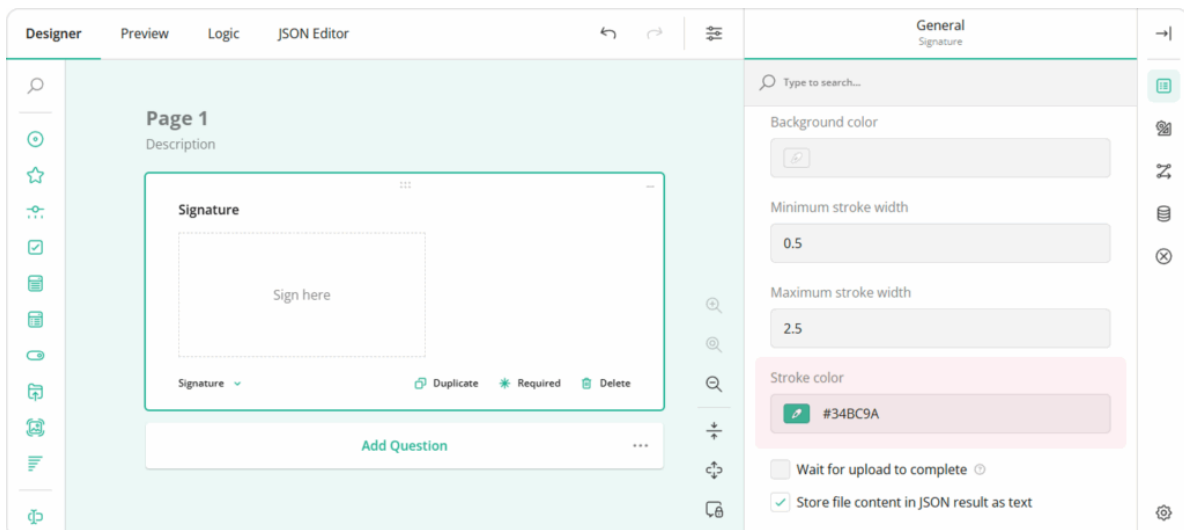 Designer Preview Logic JSON Editor
General
Signature
Type to search...
Page 1
Description
Signature
Sign here
Signature Duplicate Required Delete
Add Question
Background color
Minimum stroke width
0.5
Maximum stroke width
2.5
Stroke color
#34BC9A
Wait for upload to complete
Store file content in JSON result as text